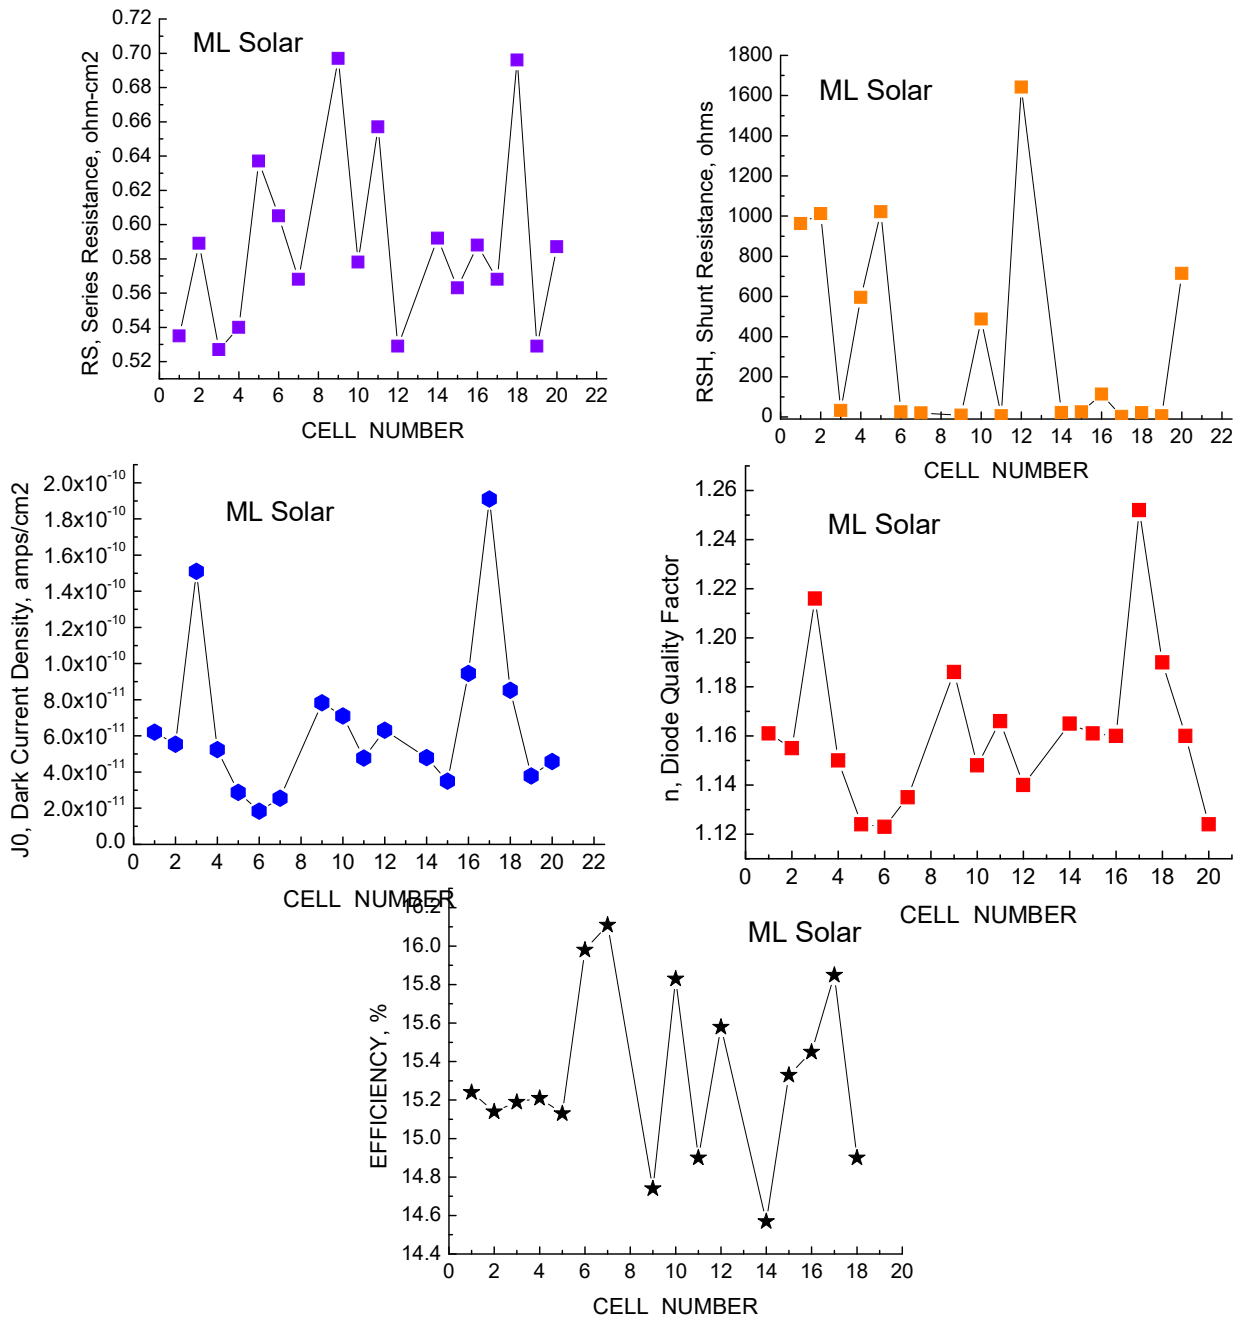 ML Solar
RS, Series Resistance, ohm-cm2
0.72
0.70
0.68
0.66
0.64
0.62
0.60
0.58
0.56
0.54
0.52
0 2 4 6 8 10 12 14 16 18 20 22
CELL NUMBER
ML Solar
RSH, Shunt Resistance, ohms
1800
1600
1400
1200
1000
800
600
400
200
0
0 2 4 6 8 10 12 14 16 18 20 22
CELL NUMBER
ML Solar
J0, Dark Current Density, amps/cm2
2.0x10⁻¹⁰
1.8x10⁻¹⁰
1.6x10⁻¹⁰
1.4x10⁻¹⁰
1.2x10⁻¹⁰
1.0x10⁻¹⁰
8.0x10⁻¹¹
6.0x10⁻¹¹
4.0x10⁻¹¹
2.0x10⁻¹¹
0.0
0 2 4 6 8 10 12 14 16 18 20 22
CELL NUMBER
ML Solar
n, Diode Quality Factor
1.26
1.24
1.22
1.20
1.18
1.16
1.14
1.12
0 2 4 6 8 10 12 14 16 18 20
CELL NUMBER
ML Solar
EFFICIENCY, %
16.2
16.0
15.8
15.6
15.4
15.2
15.0
14.8
14.6
14.4
0 2 4 6 8 10 12 14 16 18 20
CELL NUMBER